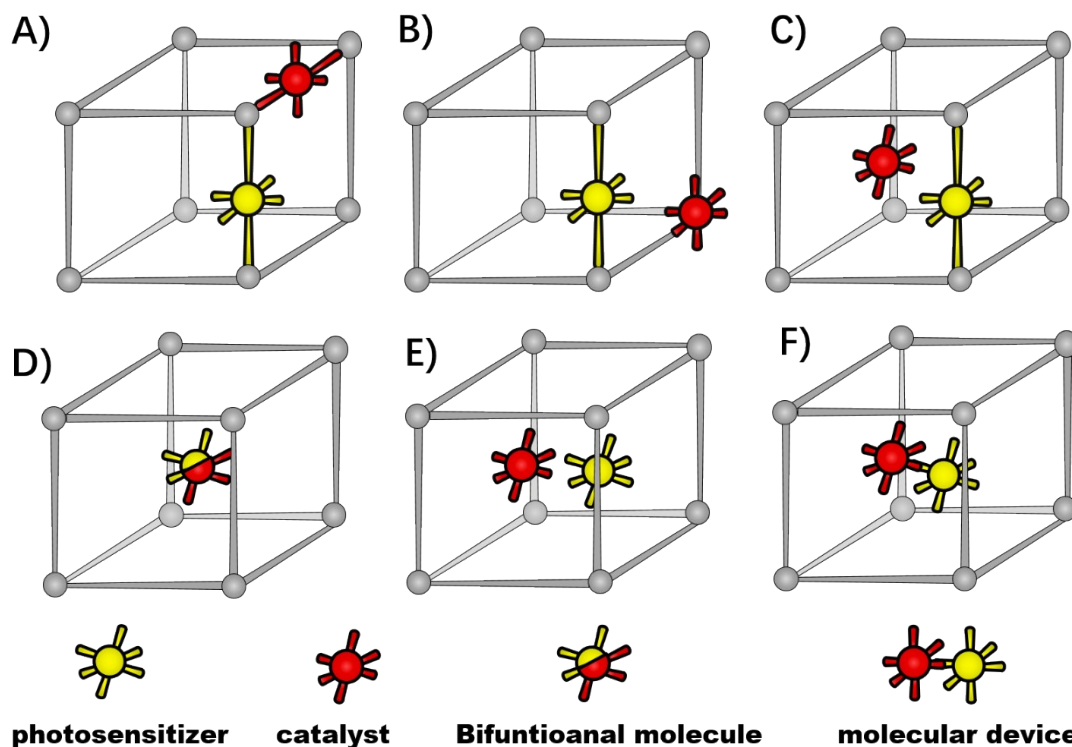 A)
B)
C)
D)
E)
F)
photosensitizer
catalyst
Bifuntioanal molecule
molecular device